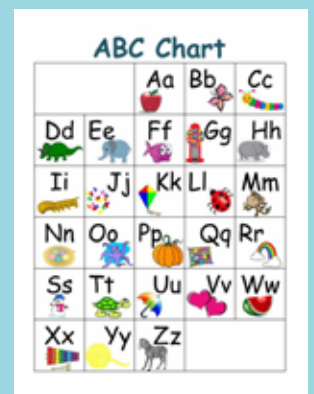 ABC Chart
Aa Bb Cc
Dd Ee Ff Gg Hh
Ii Jj Kk Ll Mm
Nn Oo Pp Qq Rr
Ss Tt Uu Vv Ww
Xx Yy Zz